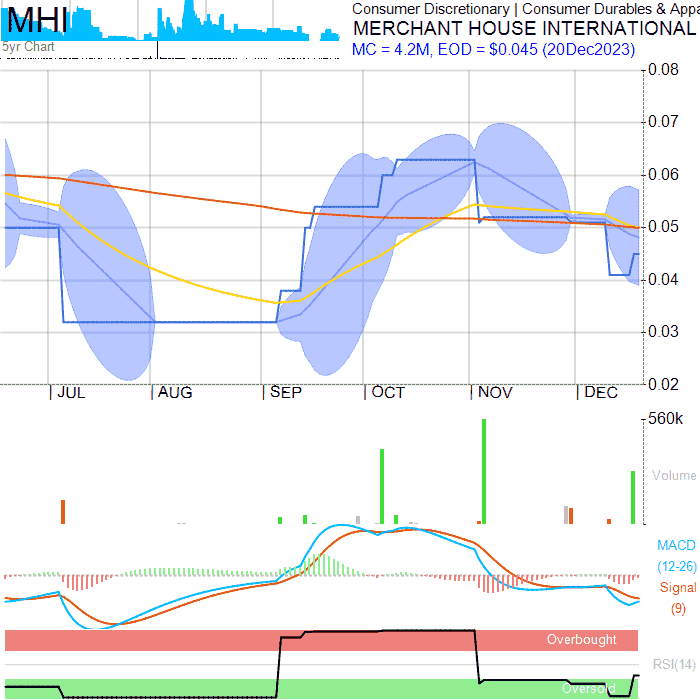 MHI
5yr Chart
Consumer Discretionary | Consumer Durables & Appa
MERCHANT HOUSE INTERNATIONAL
MC = 4.2M, EOD = $0.045 (20Dec2023)
0.08
0.07
0.06
0.05
0.04
0.03
0.02
JUL
AUG
SEP
OCT
NOV
DEC
560k
Volume
MACD
(12-26)
Signal
(9)
Overbought
RSI(14)
Oversold